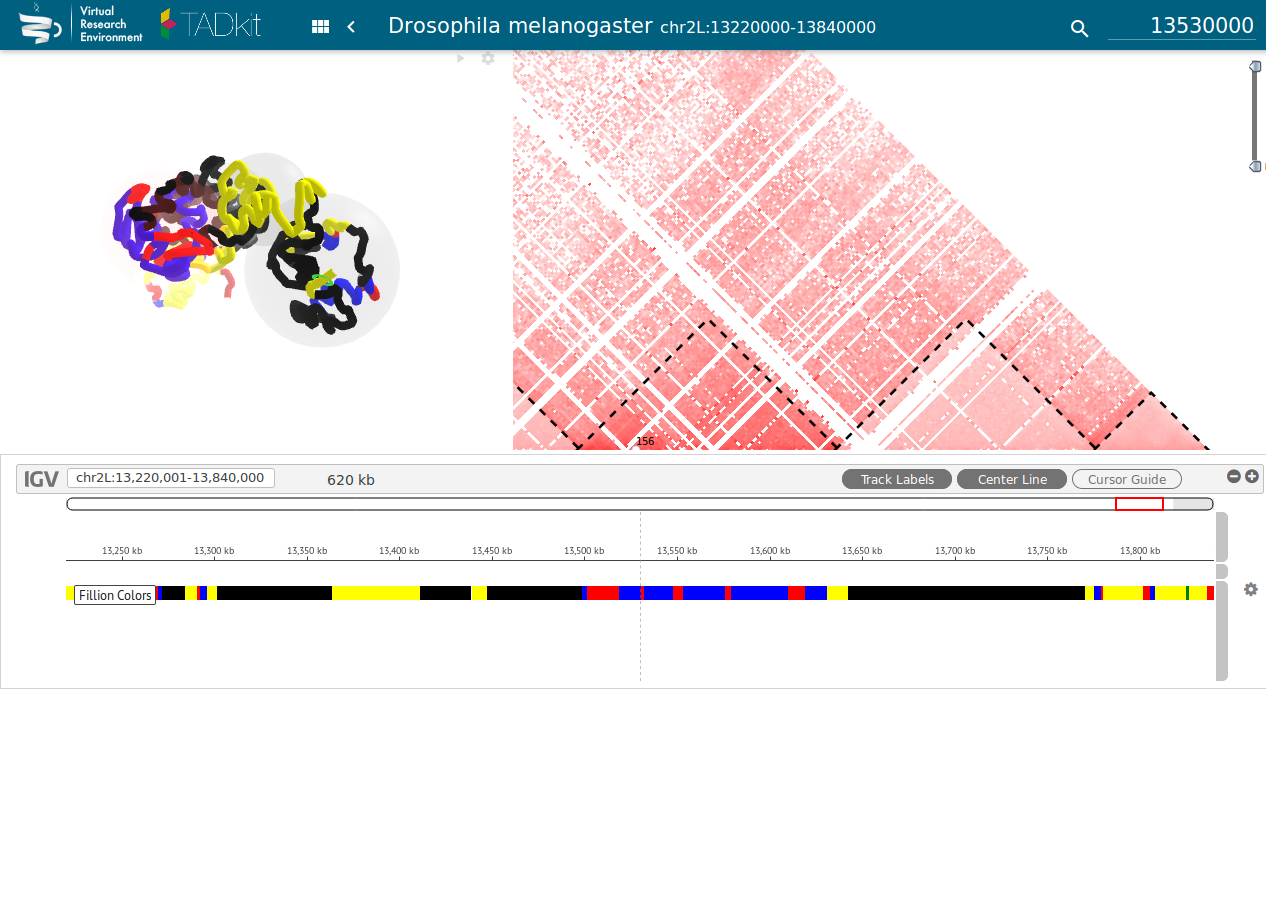 Virtual
Research
Environment
TADkit
Drosophila melanogaster chr2L:13220000-13840000
13530000
156
IGV
chr2L:13,220,001-13,840,000
620 kb
Track Labels
Center Line
Cursor Guide
13,250 kb
13,300 kb
13,350 kb
13,400 kb
13,450 kb
13,500 kb
13,550 kb
13,600 kb
13,650 kb
13,700 kb
13,750 kb
13,800 kb
Fillion Colors